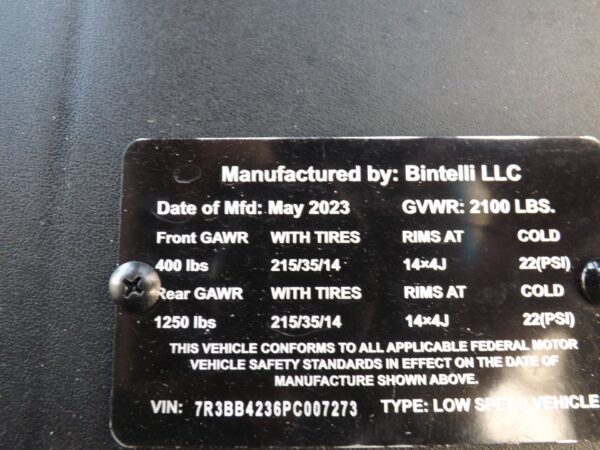 Manufactured by: Bintelli LLC
Date of Mfd: May 2023 GVWR: 2100 LBS.
Front GAWR WITH TIRES RIMS AT COLD
400 lbs 215/35/14 14×4J 22(PSI)
Rear GAWR WITH TIRES RIMS AT COLD
1250 lbs 215/35/14 14×4J 22(PSI)
THIS VEHICLE CONFORMS TO ALL APPLICABLE FEDERAL MOTOR
VEHICLE SAFETY STANDARDS IN EFFECT ON THE DATE OF
MANUFACTURE SHOWN ABOVE.
VIN: 7R3BB4236PC007273 TYPE: LOW SPEED VEHICLE